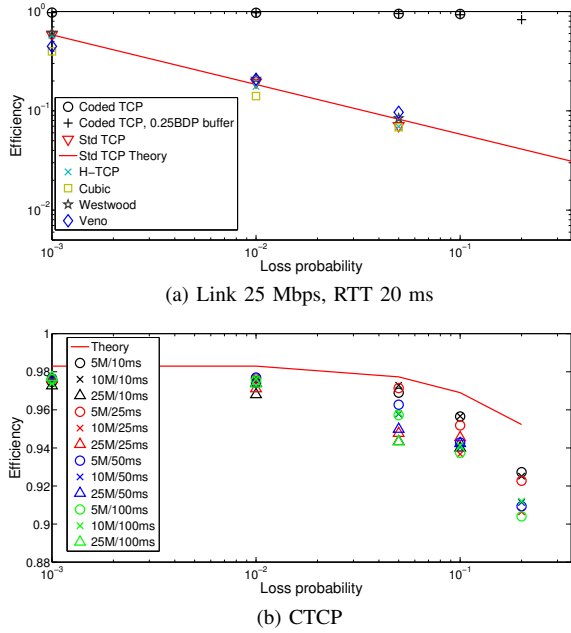 10^0
10^-1
10^-2
Efficiency
Coded TCP
Coded TCP, 0.25BDP buffer
Std TCP
Std TCP Theory
H-TCP
Cubic
Westwood
Veno
10^-3
10^-2
10^-1
Loss probability
(a) Link 25 Mbps, RTT 20 ms
1
0.98
0.96
0.94
0.92
0.9
0.88
Efficiency
Theory
5M/10ms
10M/10ms
25M/10ms
5M/25ms
10M/25ms
25M/25ms
5M/50ms
10M/50ms
25M/50ms
5M/100ms
10M/100ms
25M/100ms
10^-3
10^-2
10^-1
Loss probability
(b) CTCP